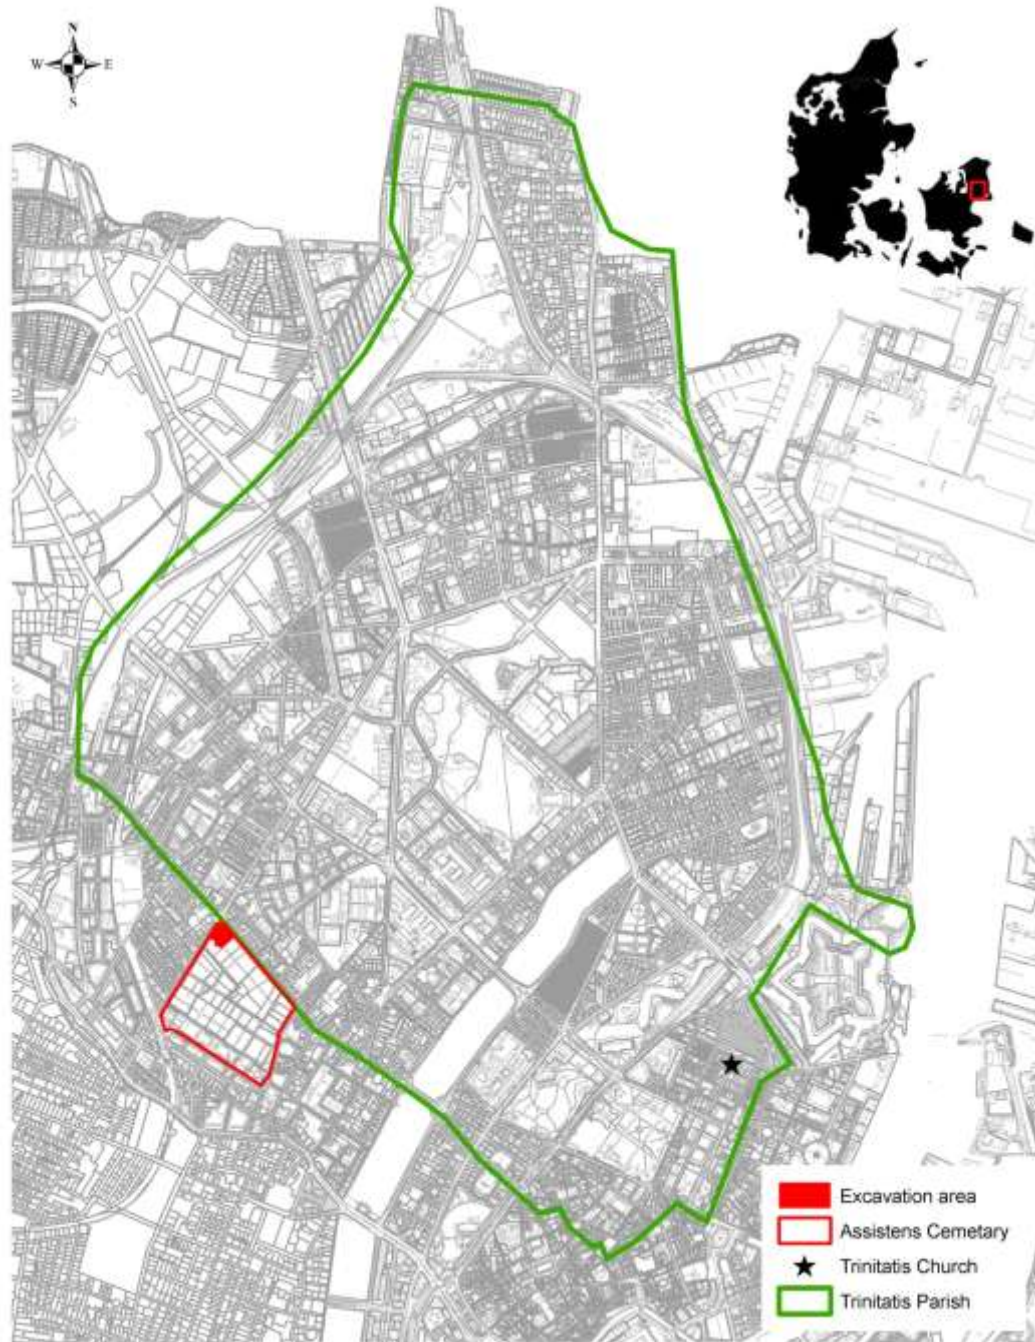 N
W E
S
Excavation area
Assistens Cemetary
Trinitatis Church
Trinitatis Parish